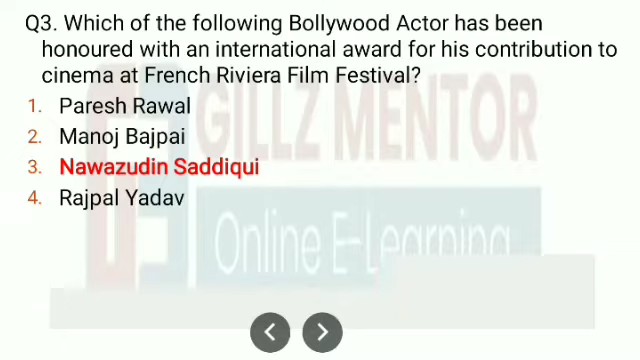 Q3. Which of the following Bollywood Actor has been
honoured with an international award for his contribution to
cinema at French Riviera Film Festival?
1. Paresh Rawal
2. Manoj Bajpai
3. Nawazudin Saddiqui
4. Rajpal Yadav
GILLZ MENTOR
Online E-Learning